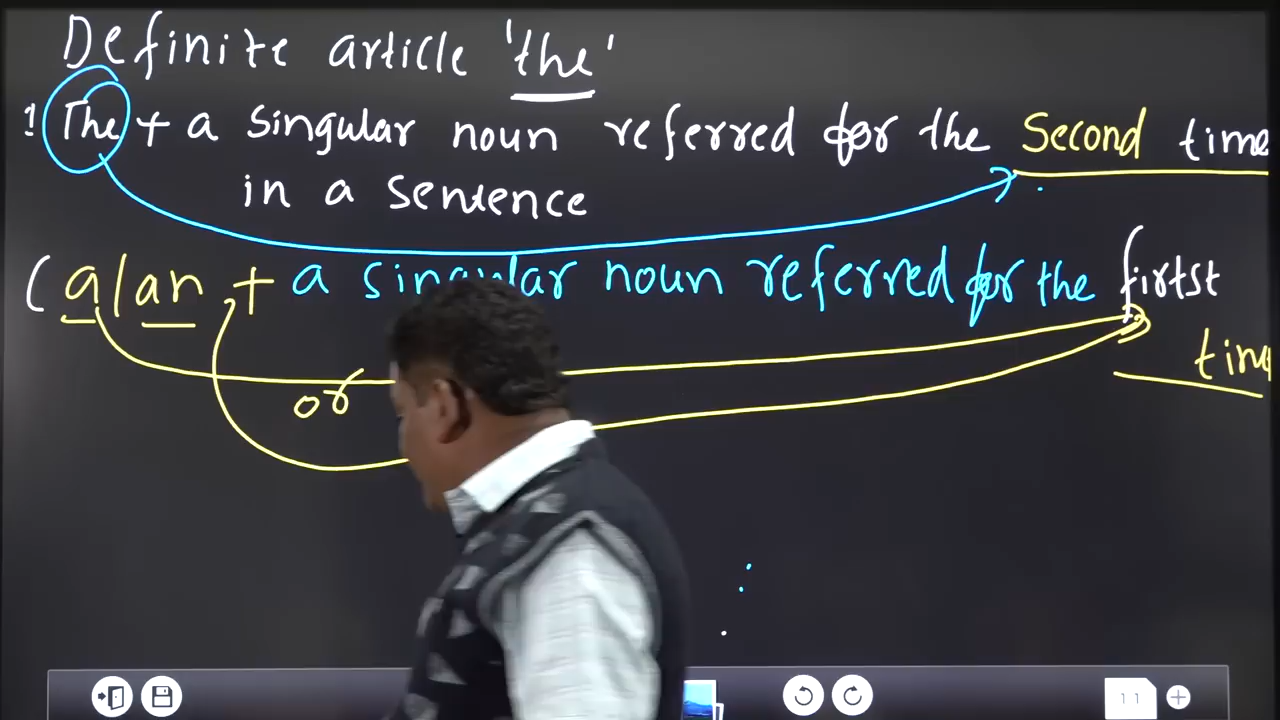 Definite article 'the'
1 The + a singular noun referred for the Second time
in a sentence
( a/an + a singular noun referred for the firtst
time
or
11